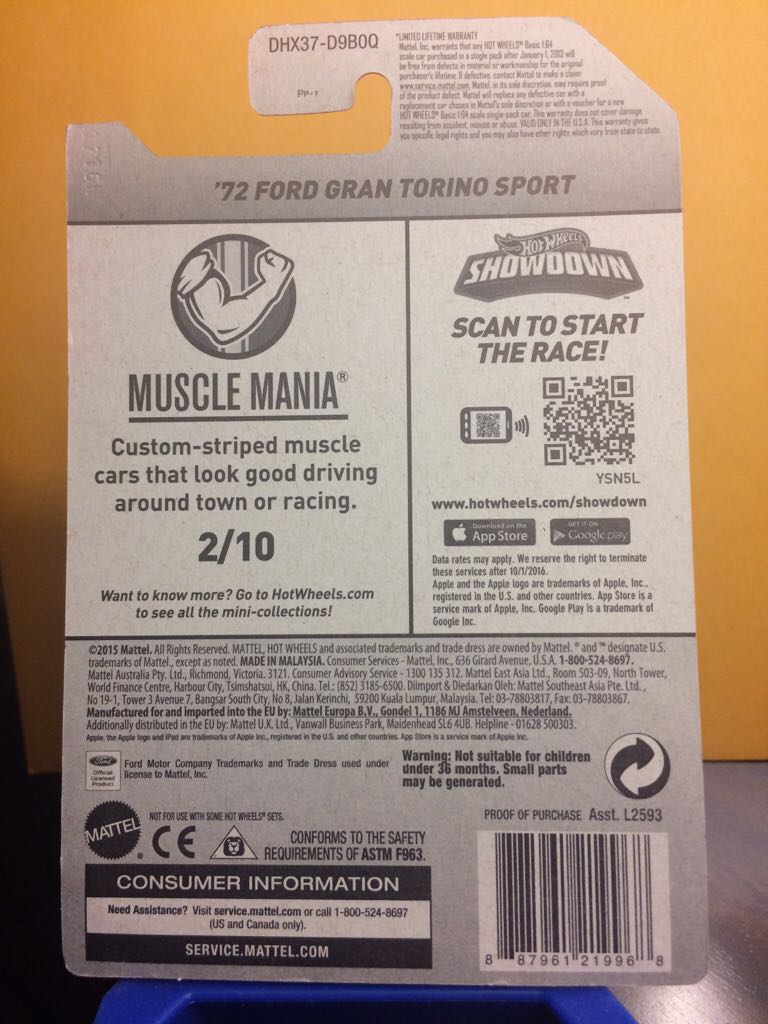 DHX37-D9B0Q
PP-T
*LIMITED LIFETIME WARRANTY
Mattel, Inc. warrants that any HOT WHEELS® Basic 1:64
scale car purchased in a single pack after January 1, 2013 will
be free from defects in material or workmanship for the original
purchaser's lifetime. If defective, contact Mattel to make a claim
www.service.mattel.com. Mattel, in its sole discretion, may require proof
of the product defect. Mattel will replace any defective car with a
replacement car chosen in Mattel's sole discretion or with a voucher for a new
HOT WHEELS® Basic 1:64 scale single-pack car. This warranty does not cover damage
resulting from accident, misuse or abuse. VALID ONLY IN THE U.S.A. This warranty gives
you specific legal rights and you may also have other rights which vary from state to state.
'72 FORD GRAN TORINO SPORT
MUSCLE MANIA®
Custom-striped muscle
cars that look good driving
around town or racing.
2/10
Want to know more? Go to HotWheels.com
to see all the mini-collections!
HOT WHEELS
SHOWDOWN™
SCAN TO START
THE RACE!
YSN5L
www.hotwheels.com/showdown
Download on the
App Store
GET IT ON
Google play
Data rates may apply. We reserve the right to terminate
these services after 10/1/2016.
Apple and the Apple logo are trademarks of Apple, Inc.,
registered in the U.S. and other countries. App Store is a
service mark of Apple, Inc. Google Play is a trademark of
Google Inc.
©2015 Mattel. All Rights Reserved. MATTEL, HOT WHEELS and associated trademarks and trade dress are owned by Mattel. ® and ™ designate U.S.
trademarks of Mattel, except as noted. MADE IN MALAYSIA. Consumer Services - Mattel, Inc., 636 Girard Avenue, U.S.A. 1-800-524-8697.
Mattel Australia Pty. Ltd., Richmond, Victoria. 3121. Consumer Advisory Service - 1300 135 312. Mattel East Asia Ltd., Room 503-09, North Tower,
World Finance Centre, Harbour City, Tsimshatsui, HK, China. Tel.: (852) 3185-6500. Diimport & Diedarkan Oleh: Mattel Southeast Asia Pte. Ltd.,
No 19-1, Tower 3 Avenue 7, Bangsar South City, No 8, Jalan Kerinchi, 59200 Kuala Lumpur, Malaysia. Tel: 03-78803817, Fax: 03-78803867.
Manufactured for and imported into the EU by: Mattel Europa B.V., Gondel 1, 1186 MJ Amstelveen, Nederland.
Additionally distributed in the EU by: Mattel U.K. Ltd., Vanwall Business Park, Maidenhead SL6 4UB. Helpline - 01628 500303.
Apple, the Apple logo and iPad are trademarks of Apple Inc., registered in the U.S. and other countries. App Store is a service mark of Apple Inc.
Ford
Official
Licensed
Product
Ford Motor Company Trademarks and Trade Dress used under
license to Mattel, Inc.
Warning: Not suitable for children
under 36 months. Small parts
may be generated.
MATTEL
NOT FOR USE WITH SOME HOT WHEELS® SETS.
CE
CONFORMS TO THE SAFETY
REQUIREMENTS OF ASTM F963.
PROOF OF PURCHASE Asst. L2593
CONSUMER INFORMATION
Need Assistance? Visit service.mattel.com or call 1-800-524-8697
(US and Canada only).
SERVICE.MATTEL.COM
8 87961 21996 8